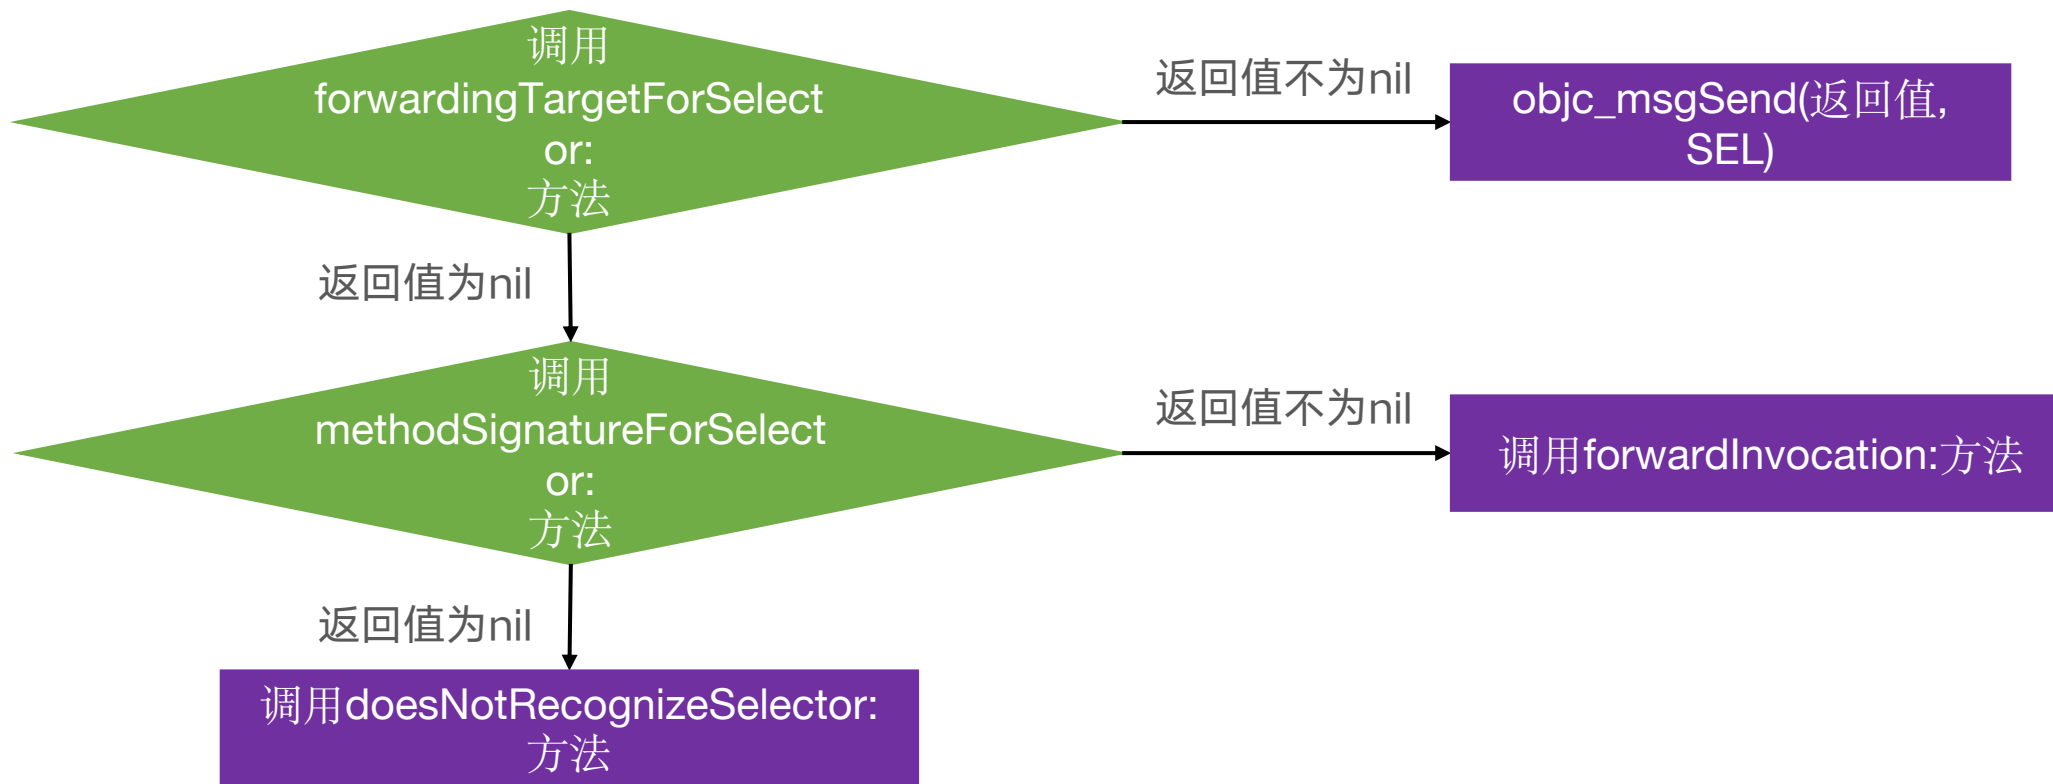 调用
forwardingTargetForSelect
or:
方法
返回值不为nil
objc_msgSend(返回值,
SEL)
返回值为nil
调用
methodSignatureForSelect
or:
方法
返回值不为nil
调用forwardInvocation:方法
返回值为nil
调用doesNotRecognizeSelector:
方法